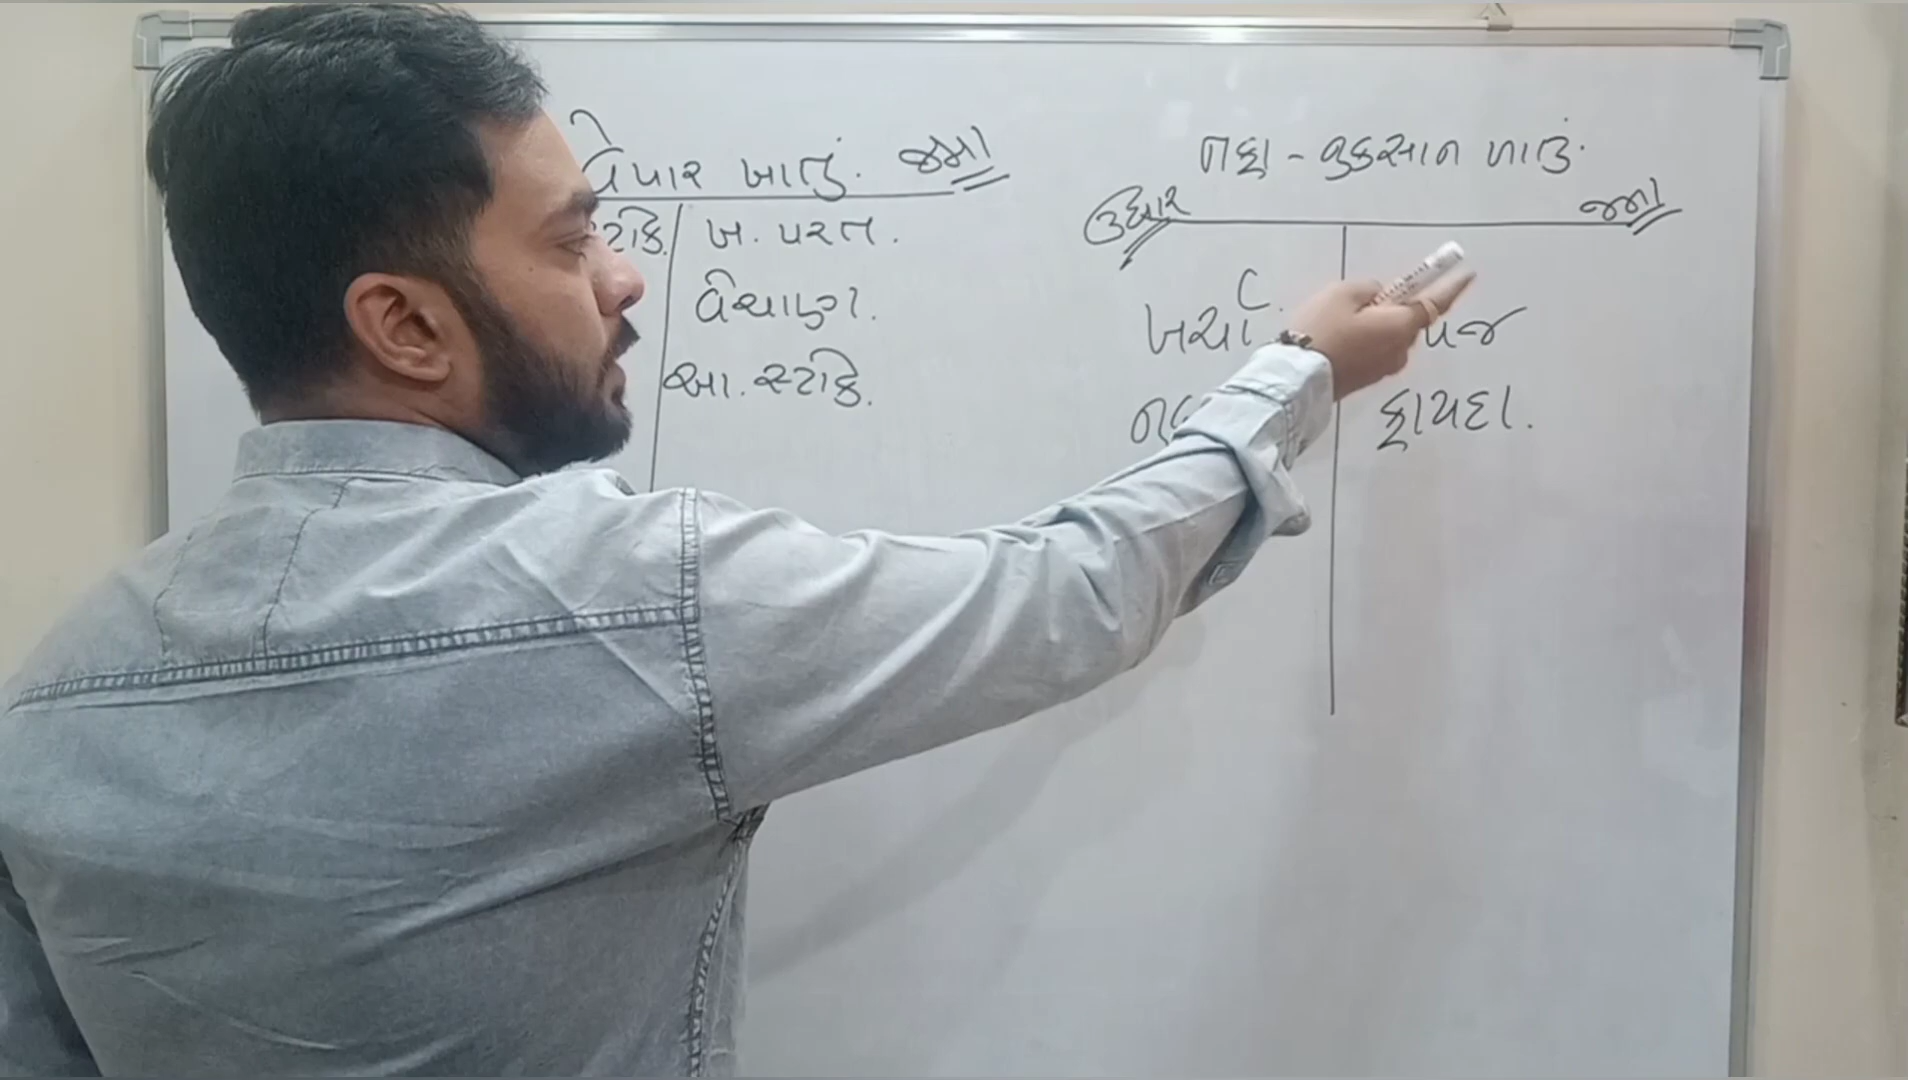 વેપાર ખાતું. જમા
ખ. પરત.
વેચાણ.
આ. સ્ટોક.
નફા - નુકસાન ખાતું.
ઉધાર જમા
ખર્ચા.
ફાયદા.